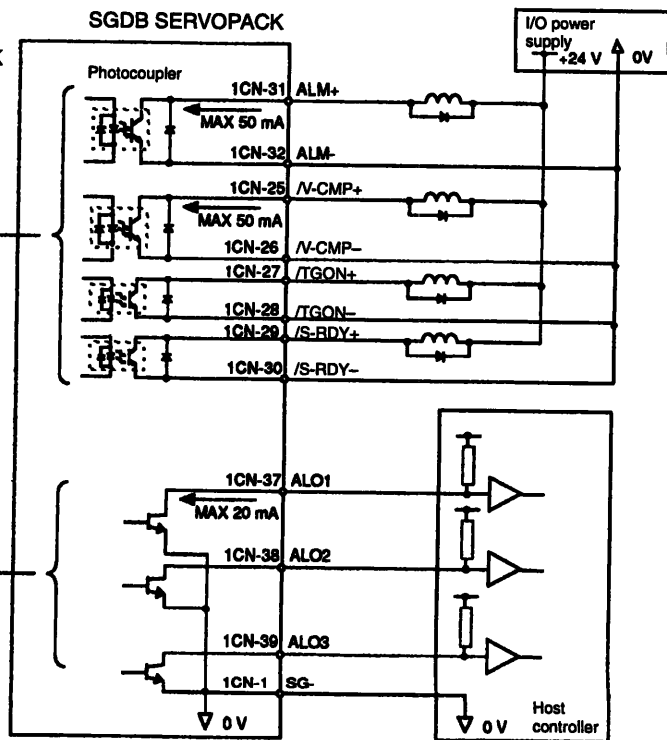 SGDB SERVOPACK
I/O power
supply
+24 V
0V
Photocoupler
1CN-31 ALM+
MAX 50 mA
1CN-32 ALM-
1CN-25 /V-CMP+
MAX 50 mA
1CN-26 /V-CMP–
1CN-27 /TGON+
1CN-28 /TGON–
1CN-29 /S-RDY+
1CN-30 /S-RDY–
1CN-37 ALO1
MAX 20 mA
1CN-38 ALO2
1CN-39 ALO3
1CN-1 SG-
0 V
0 V
Host
controller